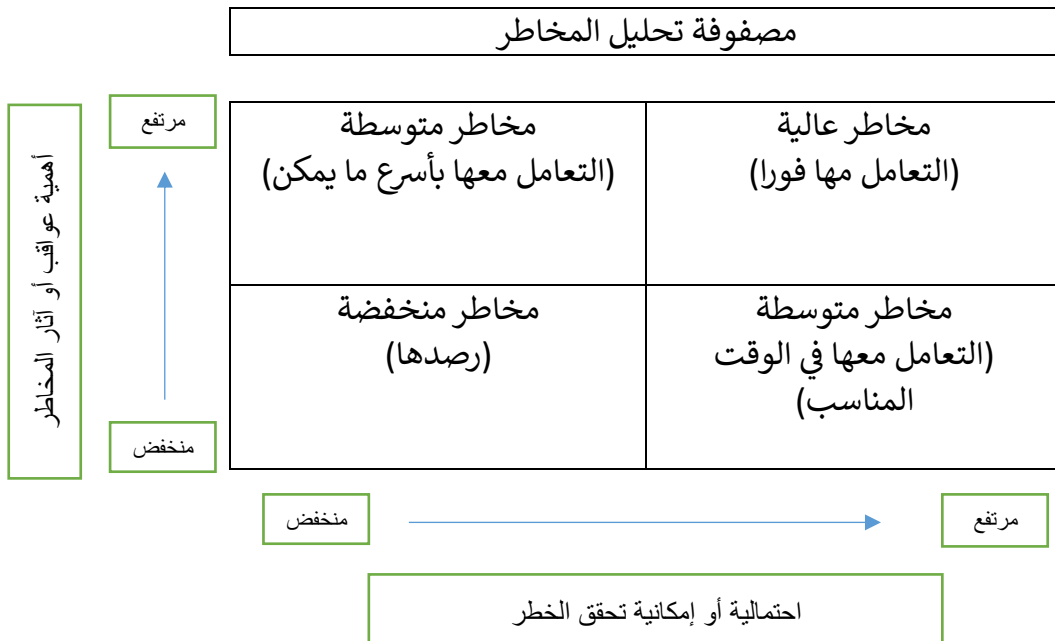 مصفوفة تحليل المخاطر
مخاطر عالية
(التعامل مها فورا)
مخاطر متوسطة
(التعامل معها بأسرع ما يمكن)
مرتفع
أهمية عواقب أو آثار المخاطر
مخاطر متوسطة
(التعامل معها في الوقت
المناسب)
مخاطر منخفضة
(رصدها)
منخفض
مرتفع
منخفض
احتمالية أو إمكانية تحقق الخطر